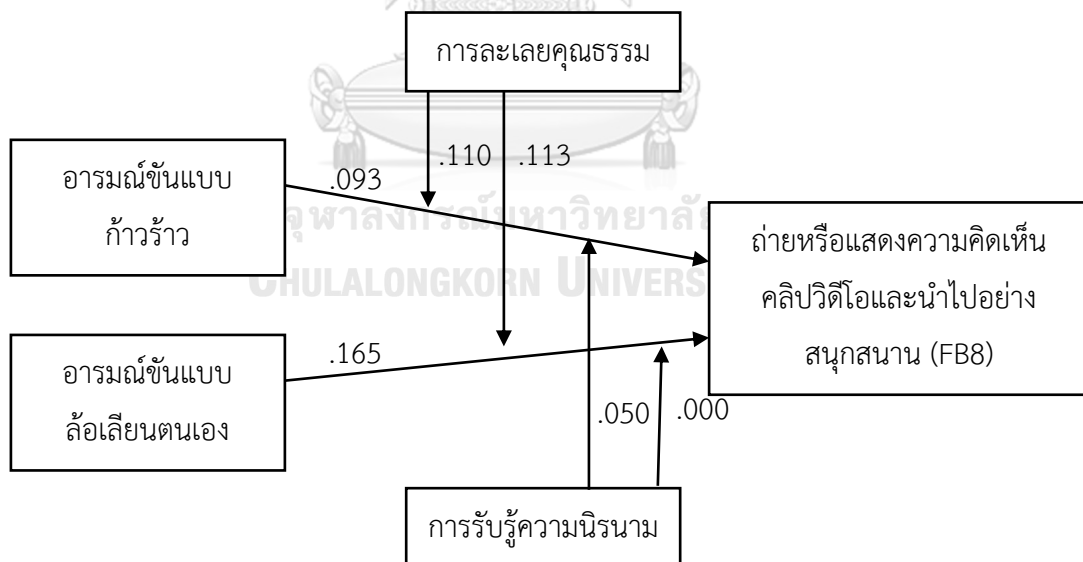 การละเลยคุณธรรม
.110
.113
อารมณ์ขันแบบ
ก้าวร้าว
.093
จุฬาลงกรณ์มหาวิทยาลัย
CHULALONGKORN UNIVERS
ถ่ายหรือแสดงความคิดเห็น
คลิปวิดีโอและนำไปอย่าง
สนุกสนาน (FB8)
อารมณ์ขันแบบ
ล้อเลียนตนเอง
.165
.050
.000
การรับรู้ความนิรนาม